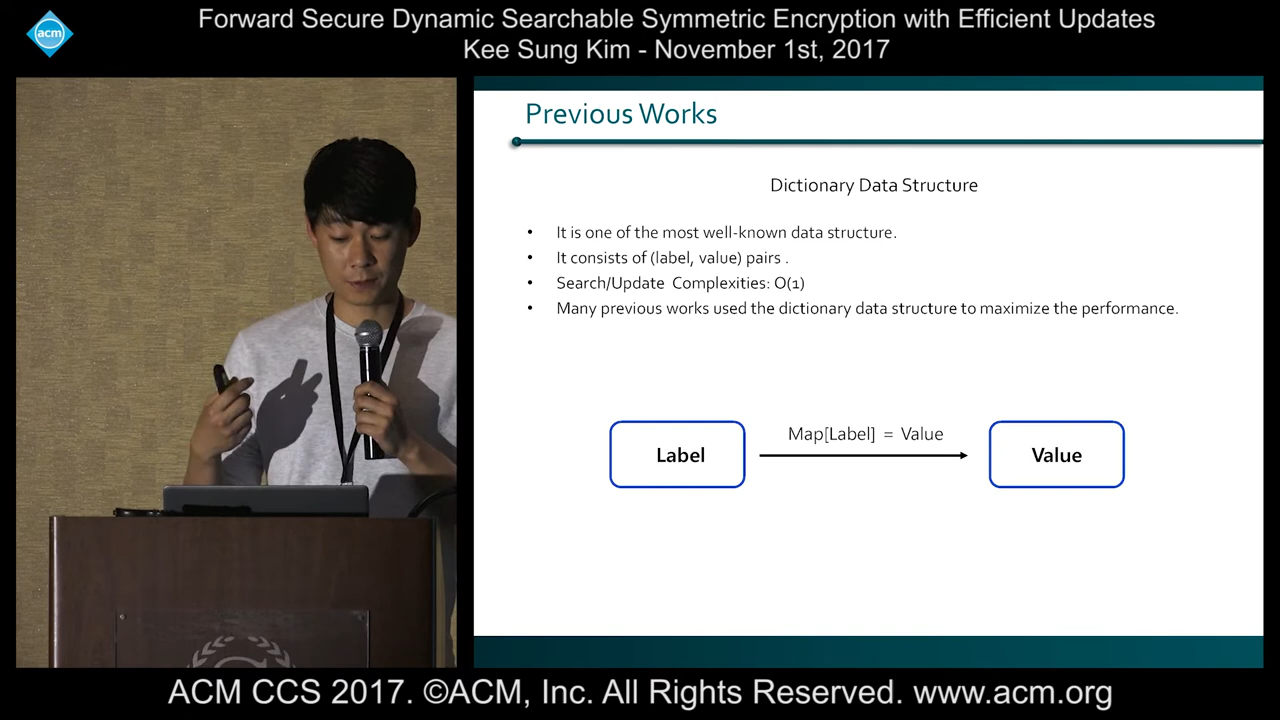 acm
Forward Secure Dynamic Searchable Symmetric Encryption with Efficient Updates
Kee Sung Kim - November 1st, 2017
Previous Works
Dictionary Data Structure
• It is one of the most well-known data structure.
• It consists of (label, value) pairs .
• Search/Update Complexities: O(1)
• Many previous works used the dictionary data structure to maximize the performance.
Label
Map[Label] = Value
Value
ACM CCS 2017. ©ACM, Inc. All Rights Reserved. www.acm.org